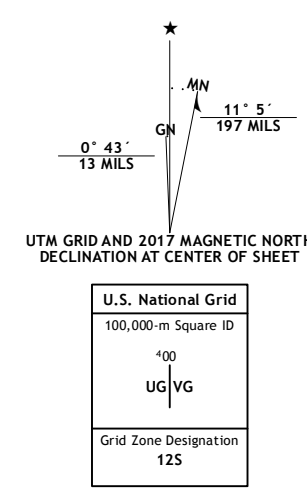 MN
11° 5´
197 MILS
GN
0° 43´
13 MILS
UTM GRID AND 2017 MAGNETIC NORTH
DECLINATION AT CENTER OF SHEET
U.S. National Grid
100,000-m Square ID
⁴00
UG VG
Grid Zone Designation
12S